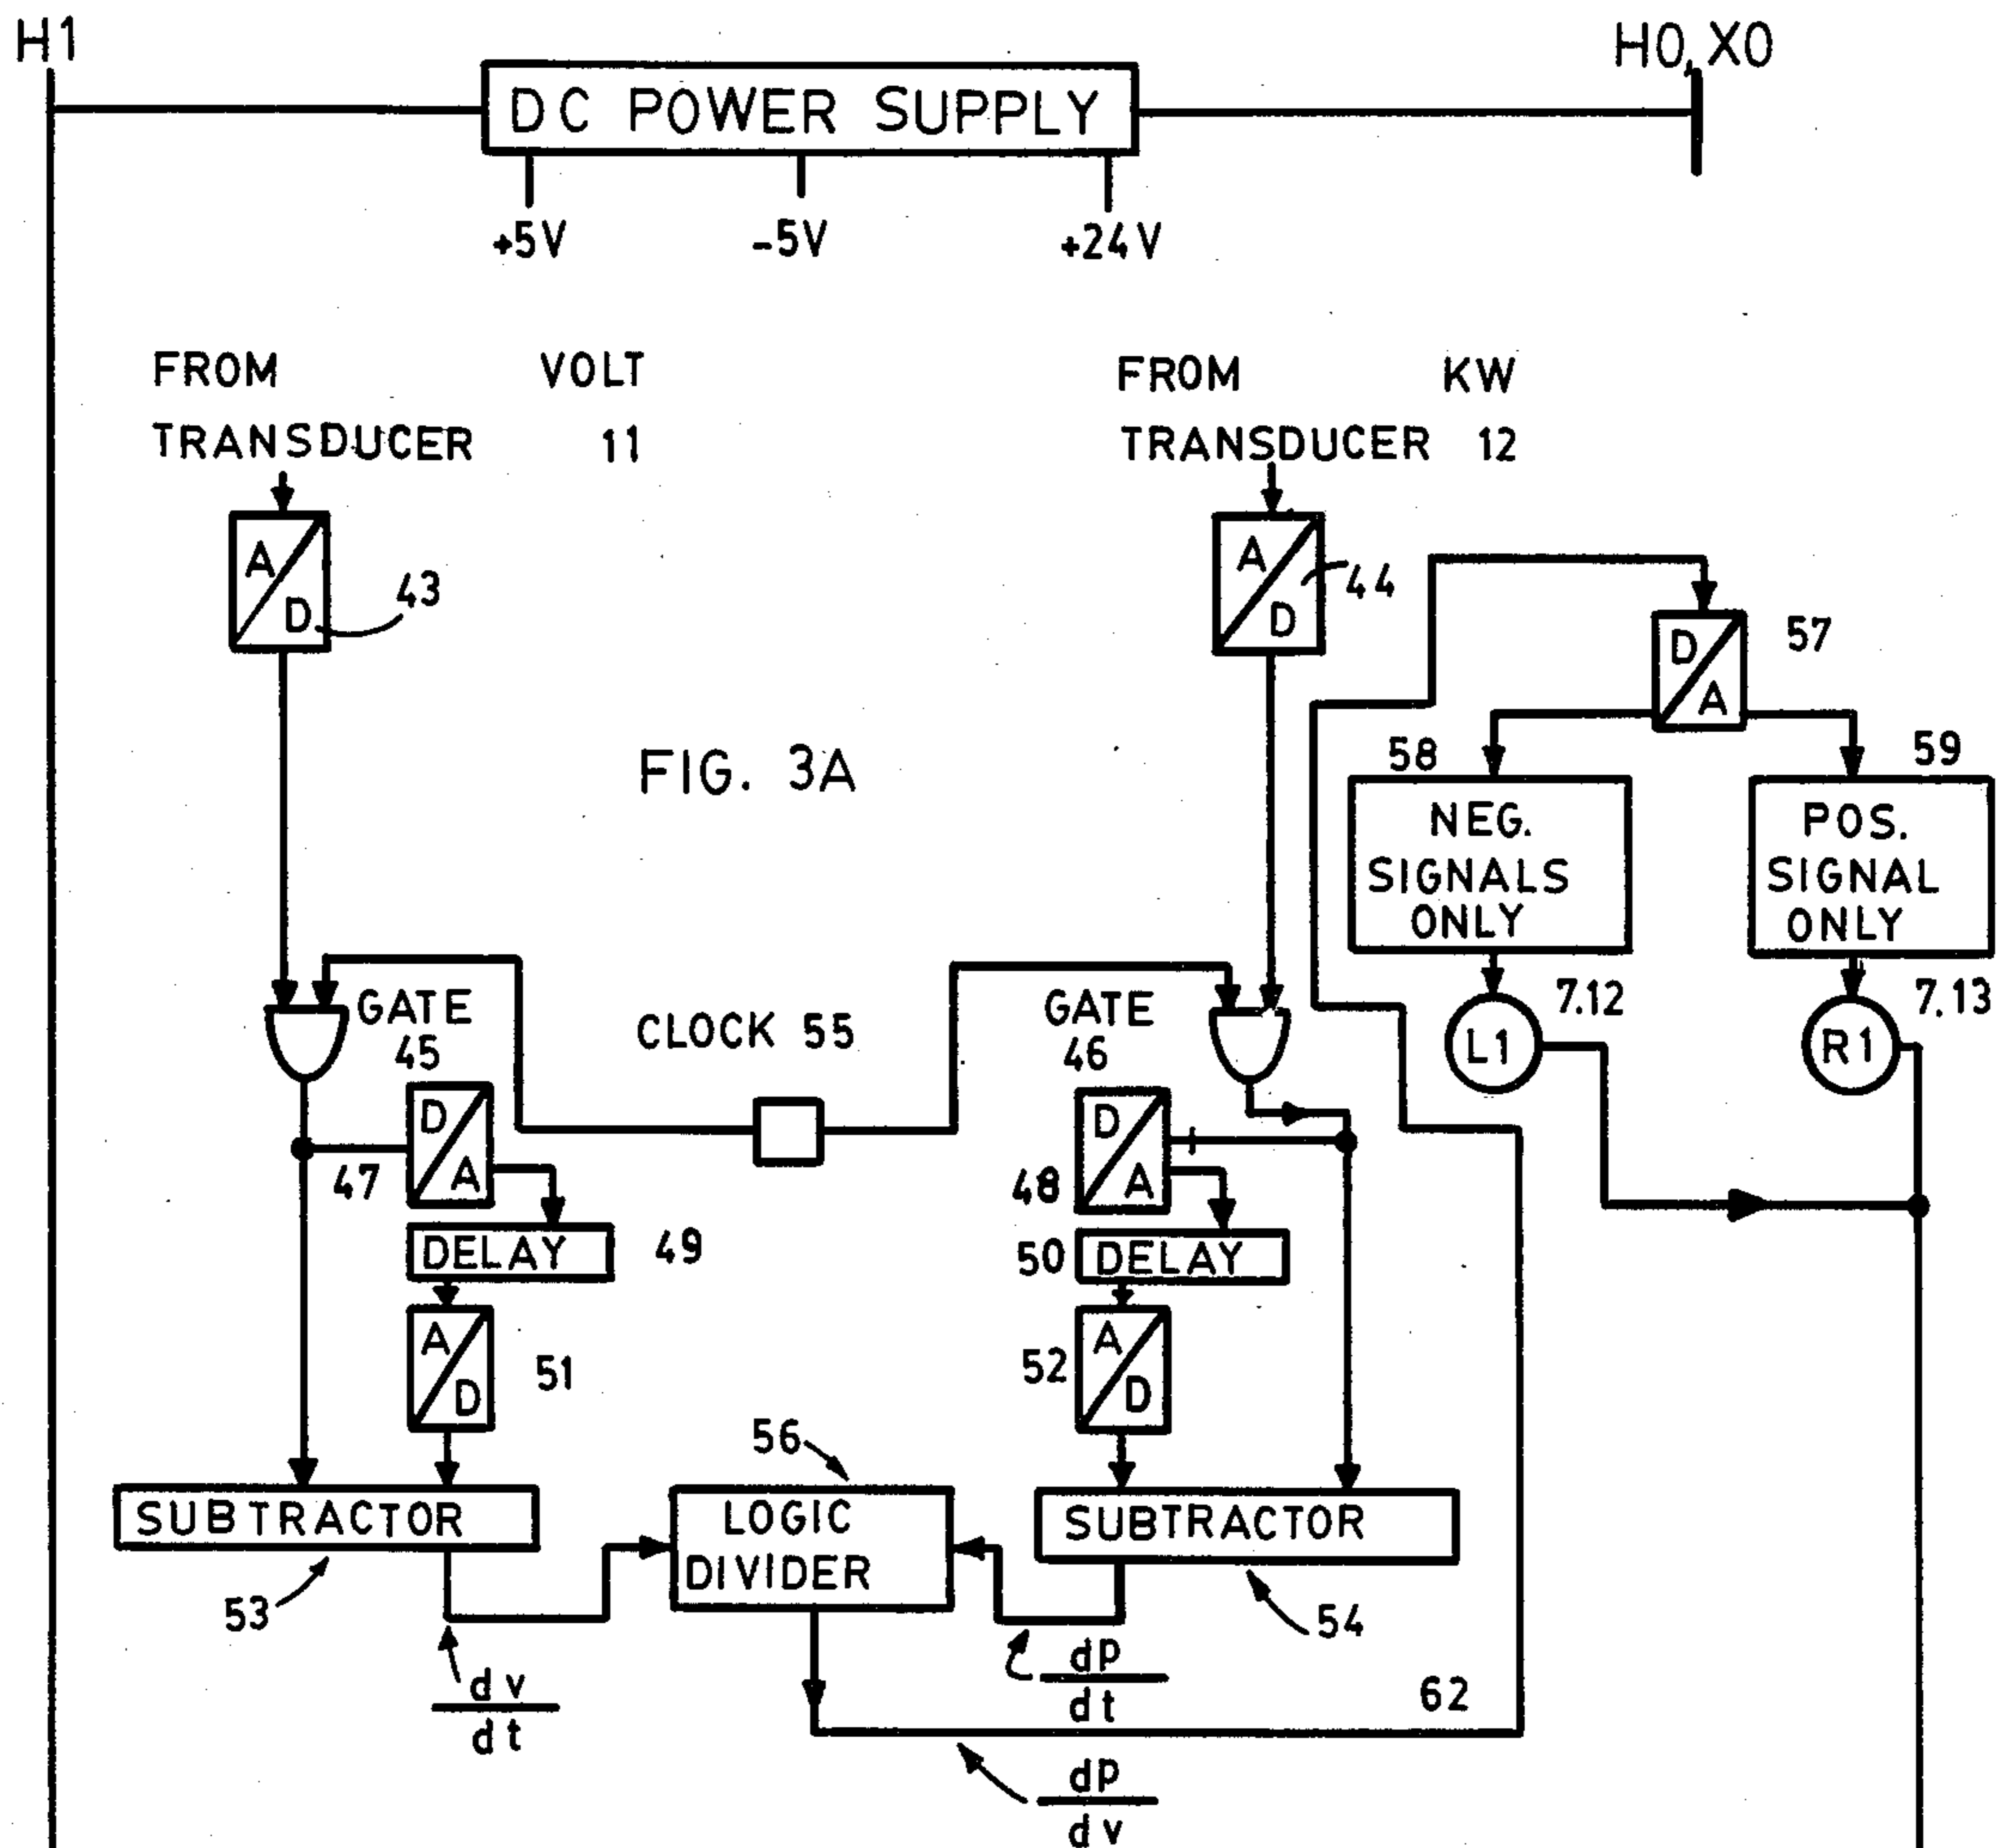 H1
H0, X0
DC POWER SUPPLY
+5V
-5V
+24V
FROM VOLT
TRANSDUCER 11
FROM KW
TRANSDUCER 12
A/D
43
A/D
44
D/A
57
FIG. 3A
58
NEG.
SIGNALS
ONLY
59
POS.
SIGNAL
ONLY
GATE
45
CLOCK 55
GATE
46
L1
7.12
R1
7.13
D/A
47
D/A
48
DELAY
49
50
DELAY
A/D
51
52
A/D
56
SUBTRACTOR
LOGIC
DIVIDER
SUBTRACTOR
53
54
dv
dt
dP
dt
62
dP
dv